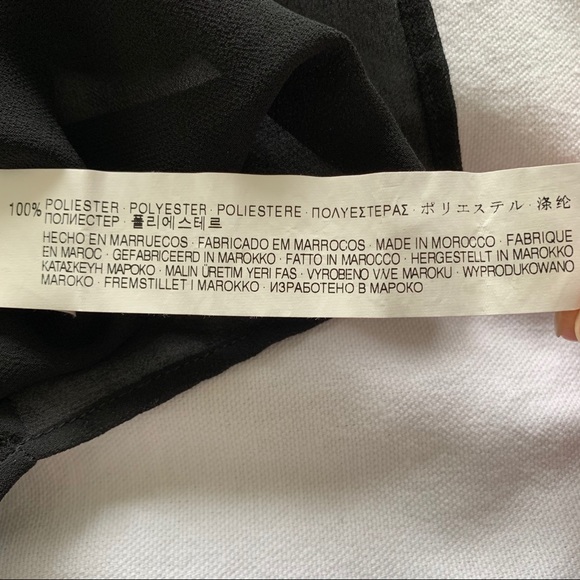 100% POLIESTER · POLYESTER · POLIESTERE · ΠΟΛΥΕΣΤΕΡΑΣ · ポリエステル · 涤纶
ПОЛИЕСТЕР · 폴리에스테르
HECHO EN MARRUECOS · FABRICADO EM MARROCOS · MADE IN MOROCCO · FABRIQUE
EN MAROC · GEFABRICEERD IN MAROKKO · FATTO IN MAROCCO · HERGESTELLT IN MAROKKO
ΚΑΤΑΣΚΕΥΗ ΜΑΡΟΚΟ · MALIN ÜRETIM YERI FAS · VYROBENO V/VE MAROKU · WYPRODUKOWANO
MAROKO · FREMSTILLET I MAROKKO · ИЗРАБОТЕНО В МАРОКО